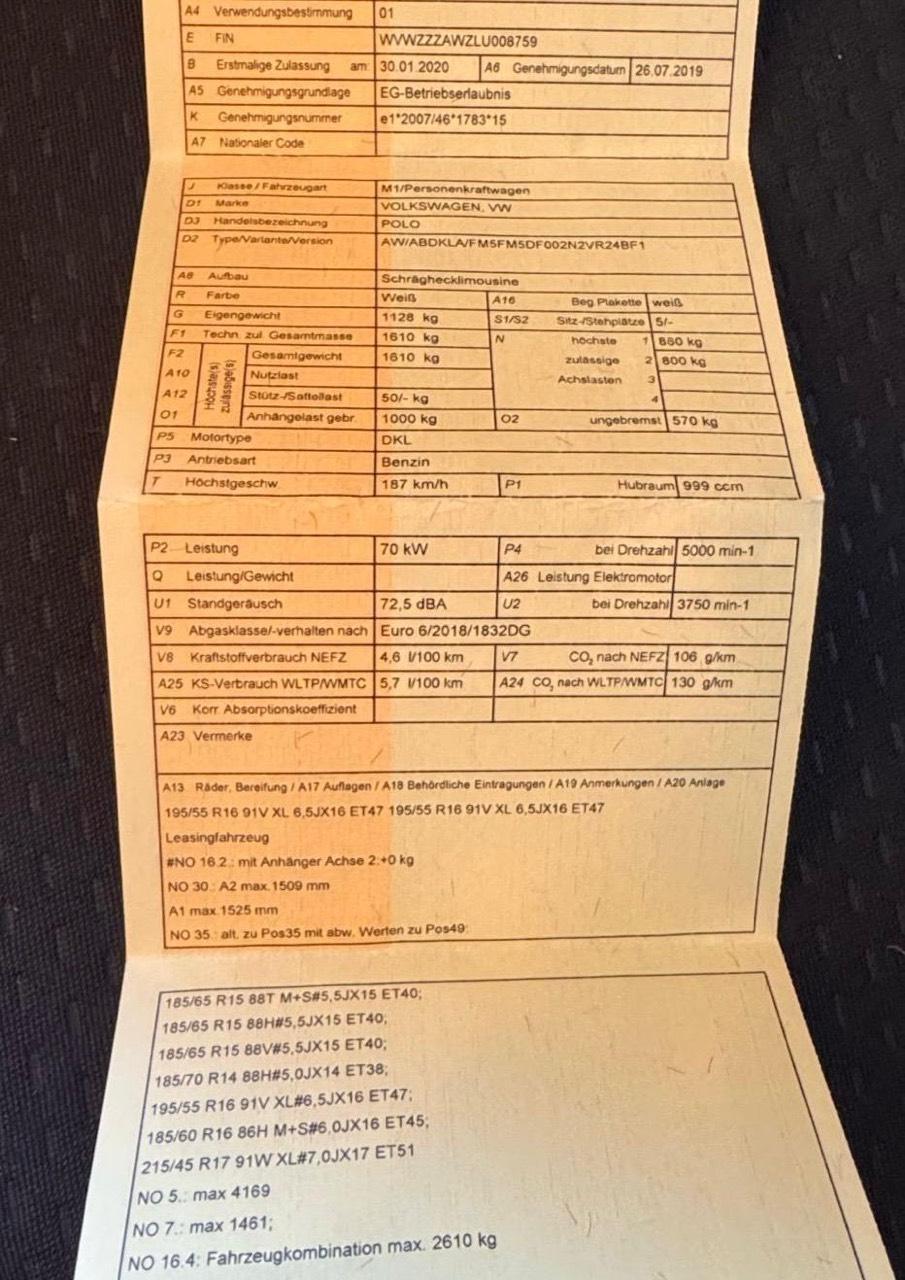 A4 Verwendungsbestimmung 01
E FIN WVWZZZAWZLU008759
B Erstmalige Zulassung am: 30.01.2020 A6 Genehmigungsdatum 26.07.2019
A5 Genehmigungsgrundlage EG-Betriebserlaubnis
K Genehmigungsnummer e1*2007/46*1783*15
A7 Nationaler Code
J Klasse / Fahrzeugart M1/Personenkraftwagen
D1 Marke VOLKSWAGEN, VW
D3 Handelsbezeichnung POLO
D2 Type/Variante/Version AW/ABDKLA/FM5FM5DF002N2VR24BF1
A8 Aufbau Schräghecklimousine
R Farbe Weiß A16 Beg.Plakette weiß
G Eigengewicht 1128 kg S1/S2 Sitz-/Stehplätze 5/-
F1 Techn. zul. Gesamtmasse 1610 kg N höchste 1 860 kg
F2 Höchste(s) zulässige(s) Gesamtgewicht 1610 kg zulässige 2 800 kg
A10 Nutzlast Achslasten 3
A12 Stütz-/Sattellast 50/- kg 4
O1 Anhängelast gebr. 1000 kg O2 ungebremst 570 kg
P5 Motortype DKL
P3 Antriebsart Benzin
T Höchstgeschw. 187 km/h P1 Hubraum 999 ccm
P2 Leistung 70 kW P4 bei Drehzahl 5000 min-1
Q Leistung/Gewicht A26 Leistung Elektromotor
U1 Standgeräusch 72,5 dBA U2 bei Drehzahl 3750 min-1
V9 Abgasklasse/-verhalten nach Euro 6/2018/1832DG
V8 Kraftstoffverbrauch NEFZ 4,6 l/100 km V7 CO₂ nach NEFZ 106 g/km
A25 KS-Verbrauch WLTP/WMTC 5,7 l/100 km A24 CO₂ nach WLTP/WMTC 130 g/km
V6 Korr. Absorptionskoeffizient
A23 Vermerke
A13 Räder, Bereifung / A17 Auflagen / A18 Behördliche Eintragungen / A19 Anmerkungen / A20 Anlage
195/55 R16 91V XL 6,5JX16 ET47 195/55 R16 91V XL 6,5JX16 ET47
Leasingfahrzeug
#NO 16.2.: mit Anhänger Achse 2:+0 kg
NO 30.: A2 max.1509 mm
A1 max.1525 mm
NO 35.: alt. zu Pos35 mit abw. Werten zu Pos49:
185/65 R15 88T M+S#5,5JX15 ET40;
185/65 R15 88H#5,5JX15 ET40;
185/65 R15 88V#5,5JX15 ET40;
185/70 R14 88H#5,0JX14 ET38;
195/55 R16 91V XL#6,5JX16 ET47;
185/60 R16 86H M+S#6,0JX16 ET45;
215/45 R17 91W XL#7,0JX17 ET51
NO 5.: max 4169
NO 7.: max 1461;
NO 16.4: Fahrzeugkombination max. 2610 kg